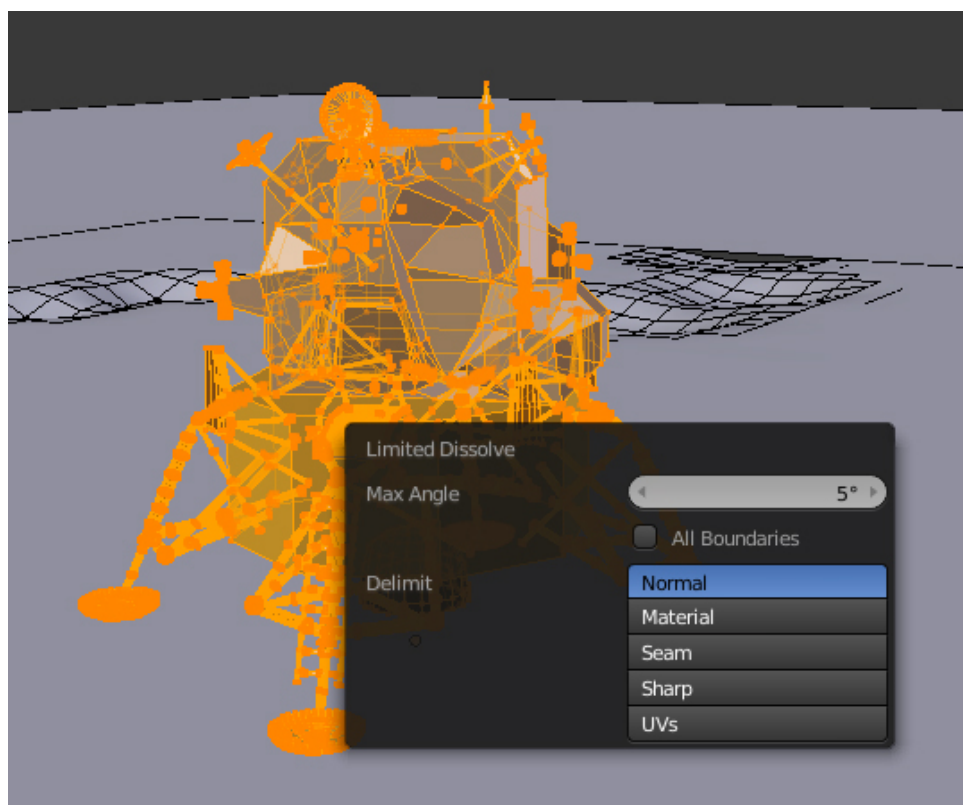 Limited Dissolve
Max Angle 5°
All Boundaries
Delimit Normal
Material
Seam
Sharp
UVs